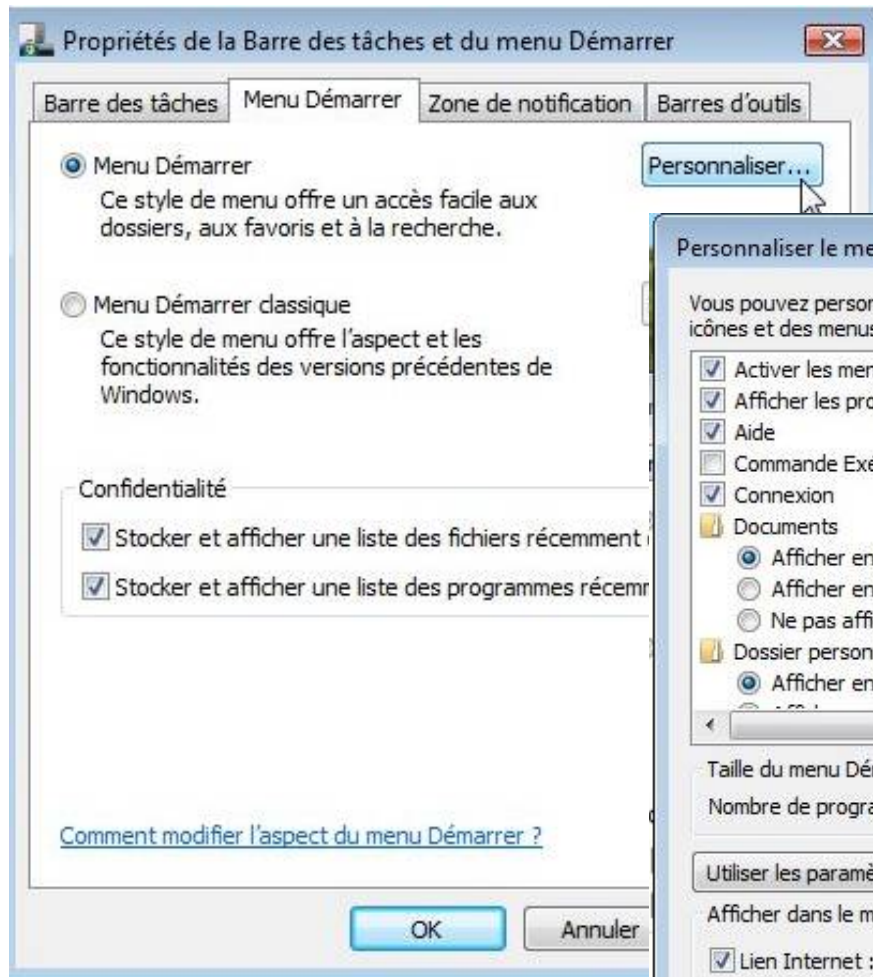 Propriétés de la Barre des tâches et du menu Démarrer
Barre des tâches
Menu Démarrer
Zone de notification
Barres d'outils
Menu Démarrer
Personnaliser...
Ce style de menu offre un accès facile aux
dossiers, aux favoris et à la recherche.
Menu Démarrer classique
Ce style de menu offre l'aspect et les
fonctionnalités des versions précédentes de
Windows.
Confidentialité
Stocker et afficher une liste des fichiers récemment
Stocker et afficher une liste des programmes récem
Comment modifier l'aspect du menu Démarrer ?
OK
Annuler
Personnaliser le me
Vous pouvez person
icônes et des menus
Activer les men
Afficher les pro
Aide
Commande Exé
Connexion
Documents
Afficher en
Afficher en
Ne pas affi
Dossier person
Afficher en
Taille du menu Dé
Nombre de progra
Utiliser les paramè
Afficher dans le m
Lien Internet :